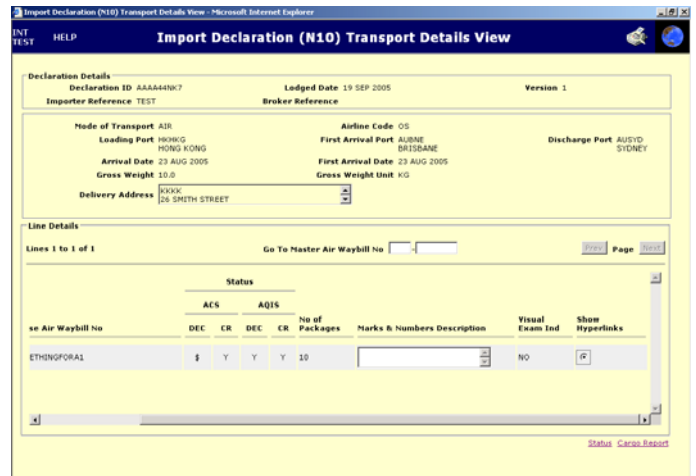 Import Declaration (N10) Transport Details View - Microsoft Internet Explorer
INT TEST HELP Import Declaration (N10) Transport Details View
Declaration Details
Declaration ID AAAA44NK7 Lodged Date 19 SEP 2005 Version 1
Importer Reference TEST Broker Reference
Mode of Transport AIR Airline Code OS
Loading Port HKHKG First Arrival Port AUBNE Discharge Port AUSYD
HONG KONG BRISBANE SYDNEY
Arrival Date 23 AUG 2005 First Arrival Date 23 AUG 2005
Gross Weight 10.0 Gross Weight Unit KG
Delivery Address KKKK
26 SMITH STREET
Line Details
Lines 1 to 1 of 1 Go To Master Air Waybill No - Prev Page Next
Status
ACS AQIS
se Air Waybill No DEC CR DEC CR No of Packages Marks & Numbers Description Visual Exam Ind Show Hyperlinks
ETHINGFORA1 $ Y Y Y 10 NO
Status Cargo Report